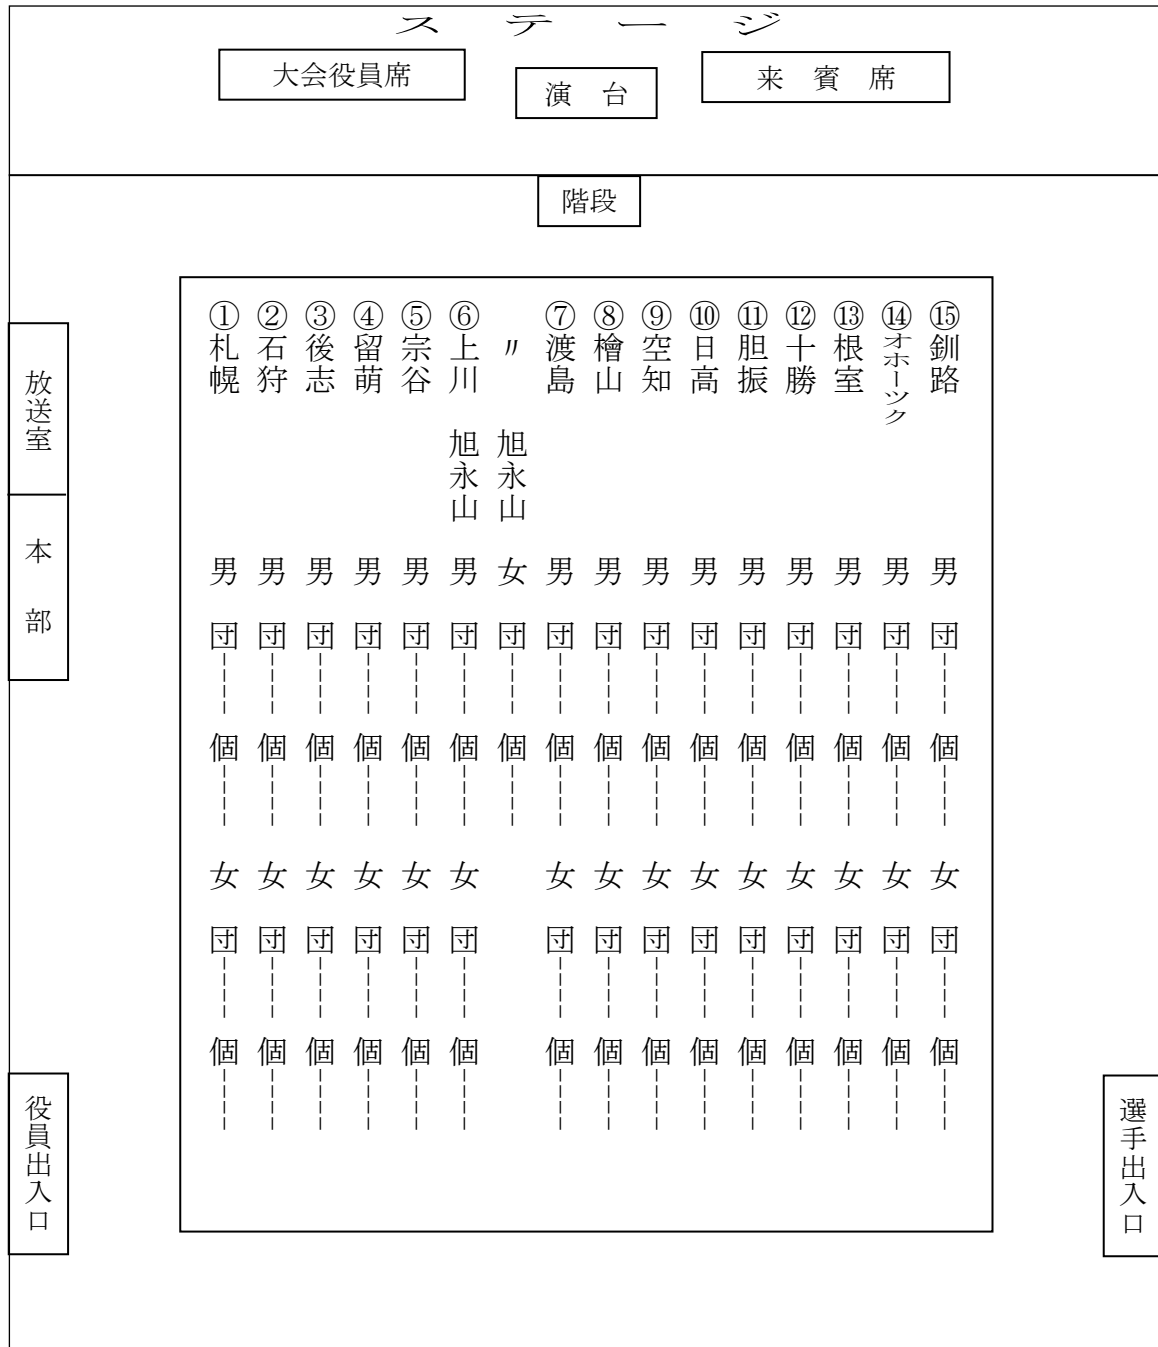 ステージ
大会役員席
演 台
来 賓 席
階段
放送室
本 部
役員出入口
①札幌 男 団 個 女 団 個
②石狩 男 団 個 女 団 個
③後志 男 団 個 女 団 個
④留萌 男 団 個 女 団 個
⑤宗谷 男 団 個 女 団 個
⑥上川 旭永山 男 団 個 女 団 個
〃 旭永山 女 団 個
⑦渡島 男 団 個 女 団 個
⑧檜山 男 団 個 女 団 個
⑨空知 男 団 個 女 団 個
⑩日高 男 団 個 女 団 個
⑪胆振 男 団 個 女 団 個
⑫十勝 男 団 個 女 団 個
⑬根室 男 団 個 女 団 個
⑭オホーツク 男 団 個 女 団 個
⑮釧路 男 団 個 女 団 個
選手出入口